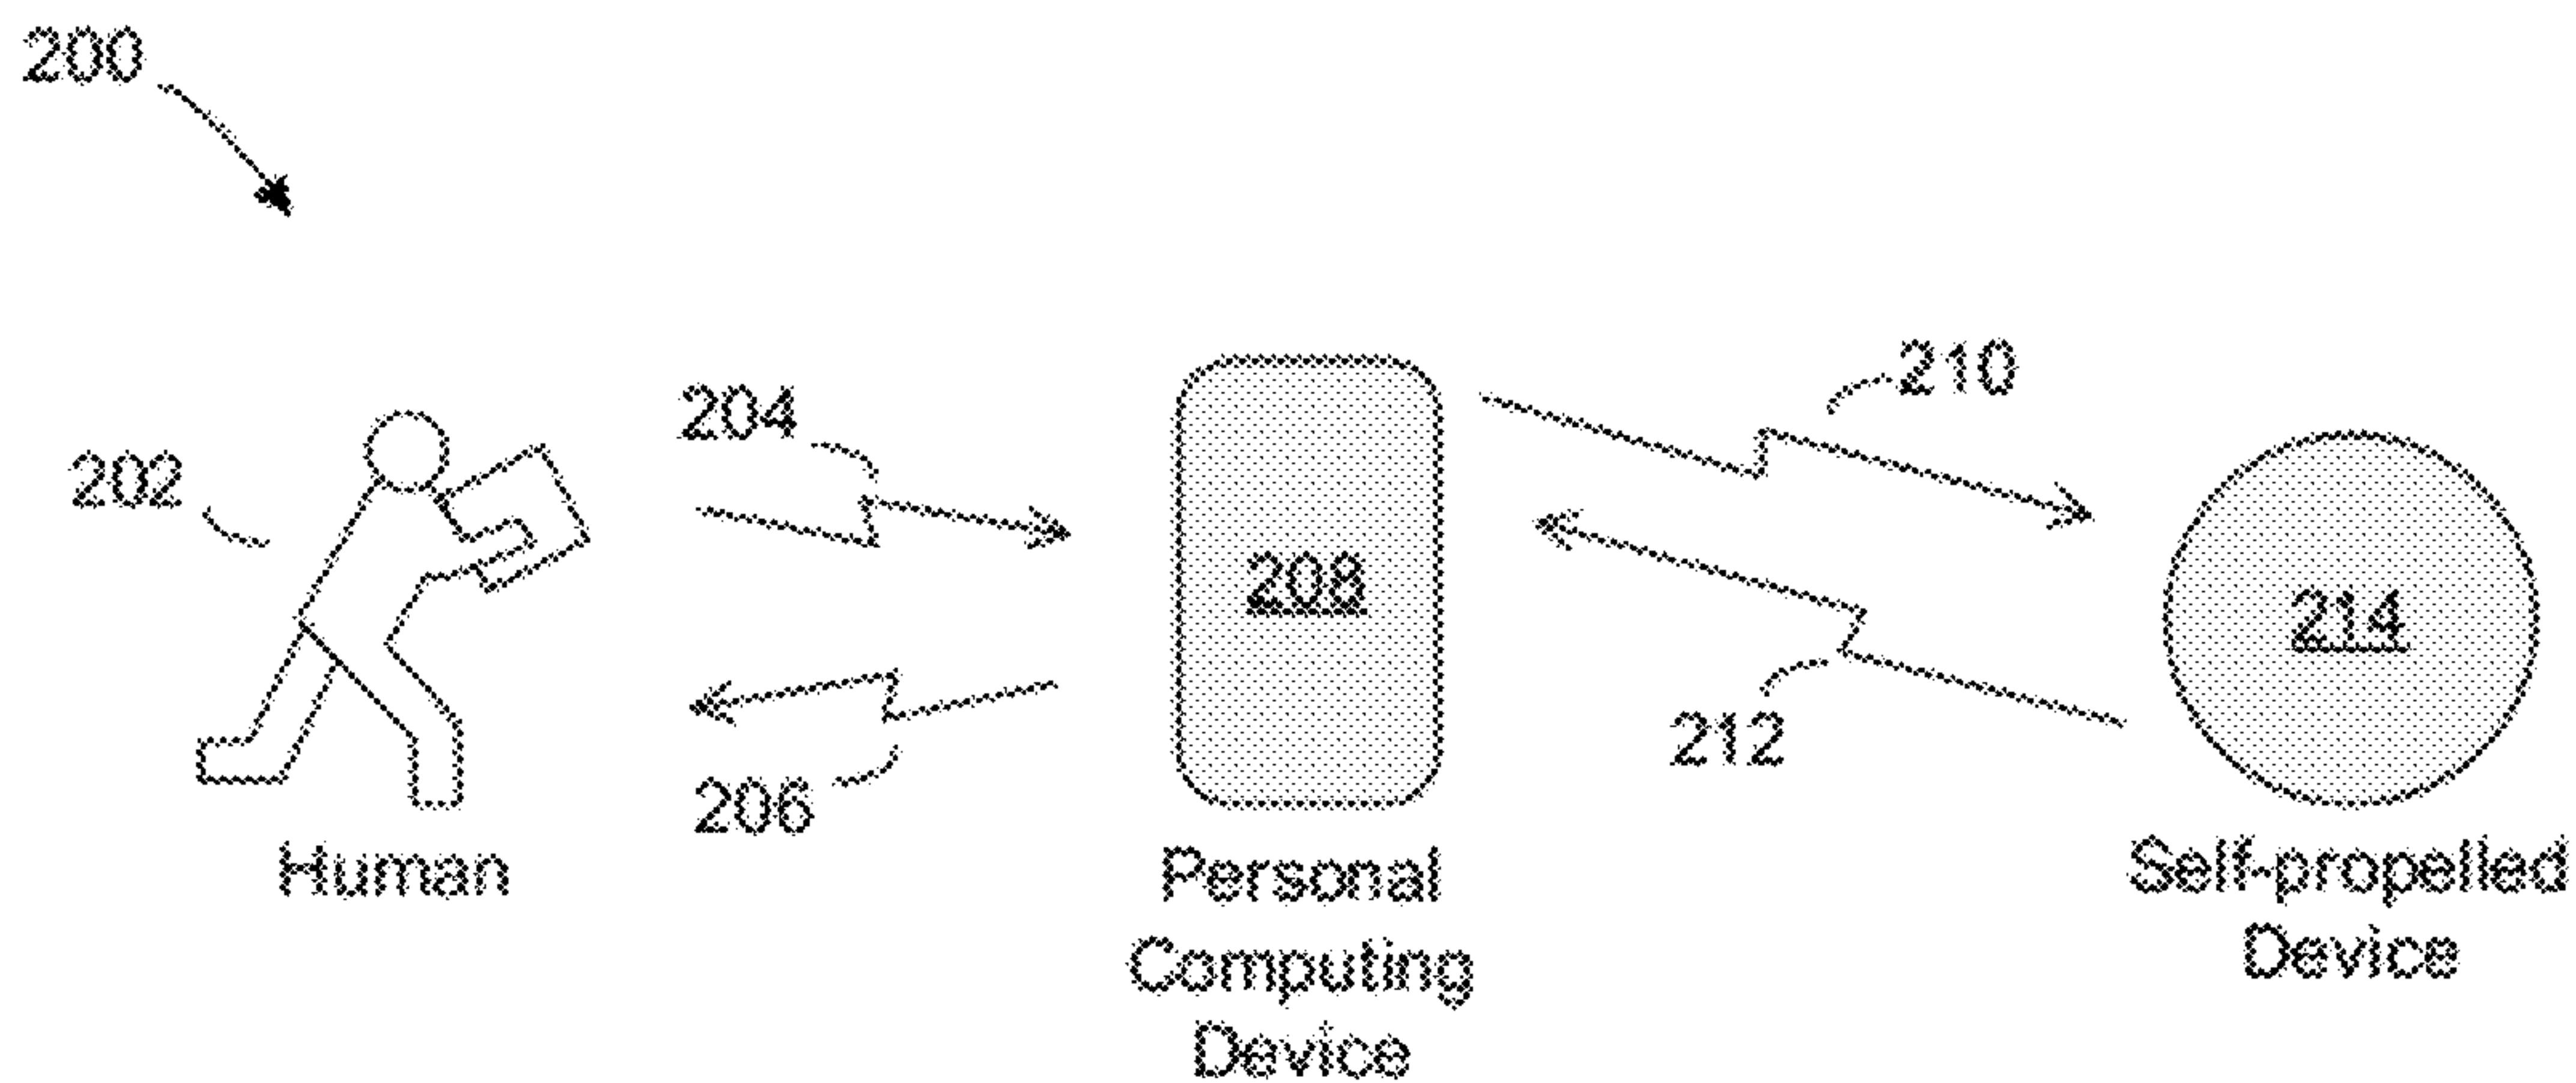 200
202
204
206
208
210
212
214
Human
Personal
Computing
Device
Self-propelled
Device